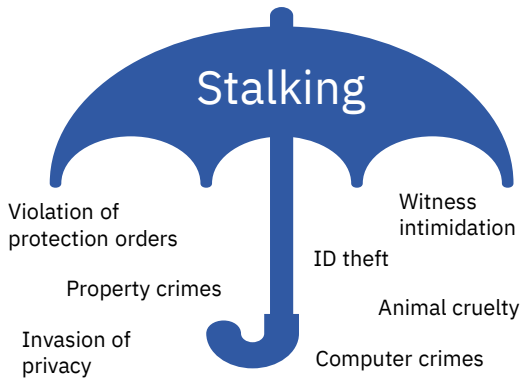 Stalking
Violation of
protection orders
Witness
intimidation
ID theft
Property crimes
Animal cruelty
Invasion of
privacy
Computer crimes